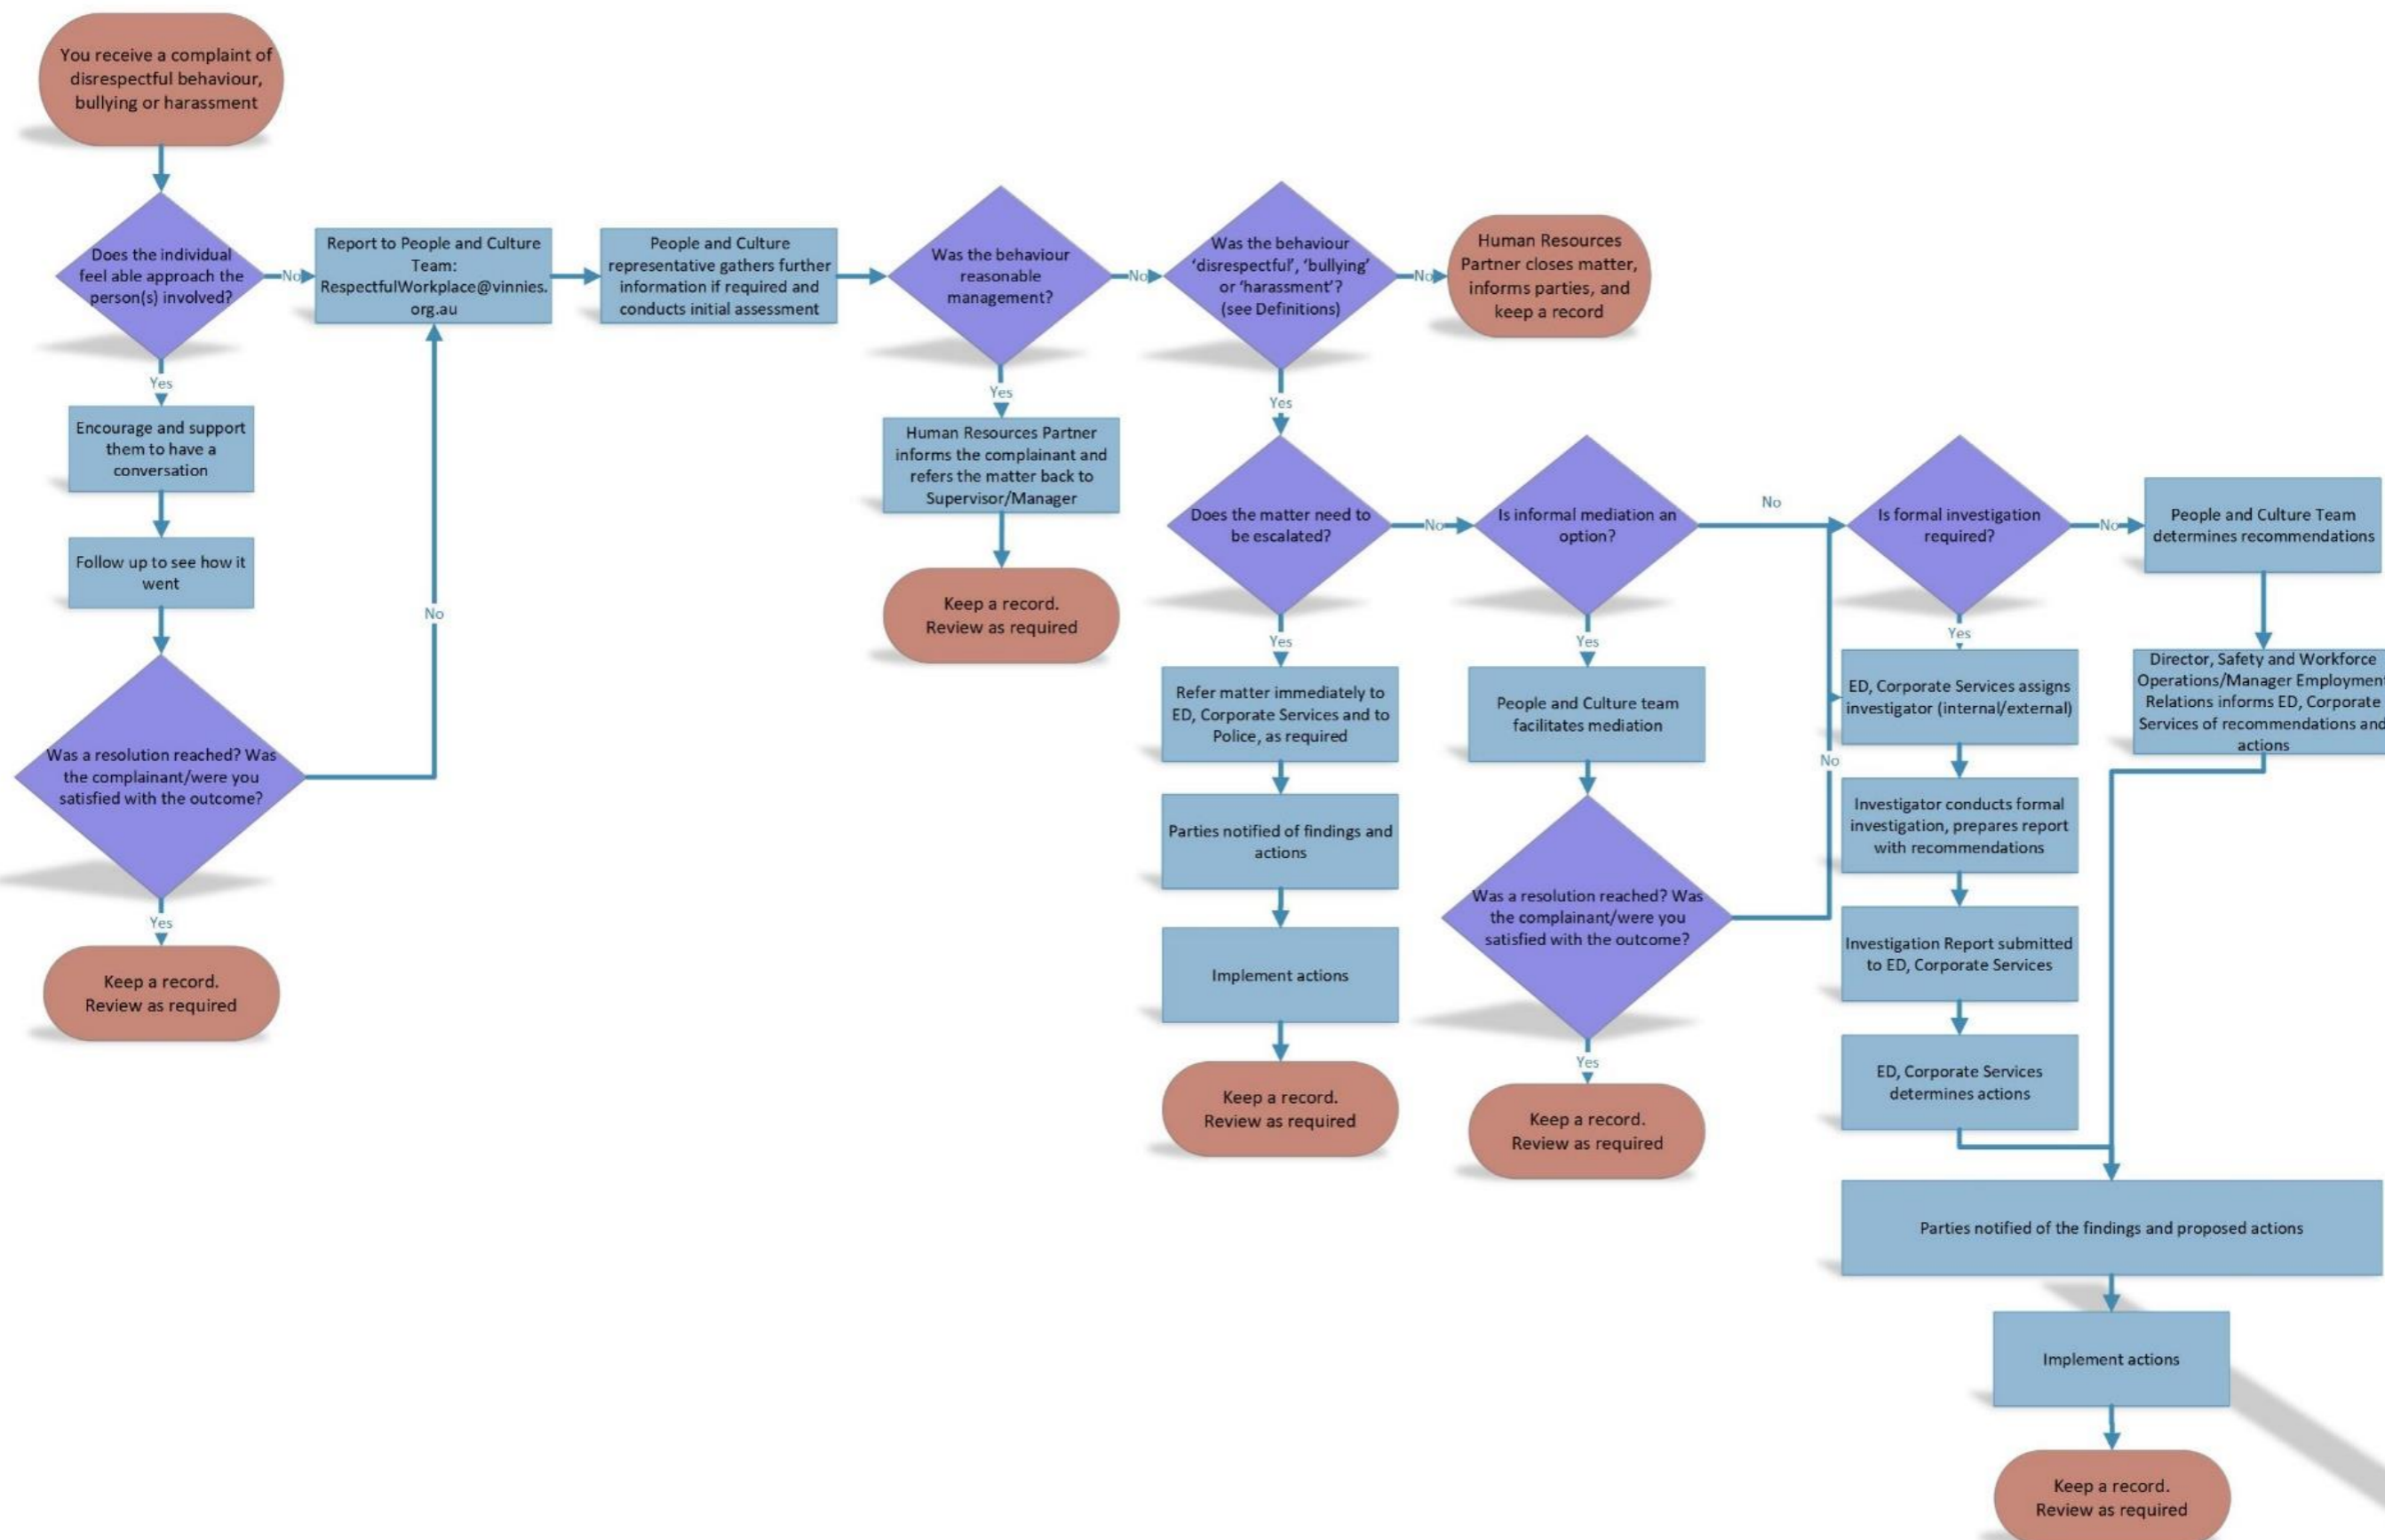 You receive a complaint of
disrespectful behaviour,
bullying or harassment
Does the individual
feel able approach the
person(s) involved?
No
Report to People and Culture
Team:
RespectfulWorkplace@vinnies.
org.au
People and Culture
representative gathers further
information if required and
conducts initial assessment
Was the behaviour
reasonable
management?
No
Was the behaviour
‘disrespectful’, ‘bullying’
or ‘harassment’?
(see Definitions)
No
Human Resources
Partner closes matter,
informs parties, and
keep a record
Yes
Encourage and support
them to have a
conversation
Follow up to see how it
went
No
Was a resolution reached? Was
the complainant/were you
satisfied with the outcome?
Yes
Keep a record.
Review as required
Yes
Human Resources Partner
informs the complainant and
refers the matter back to
Supervisor/Manager
Keep a record.
Review as required
Yes
Does the matter need to
be escalated?
No
Is informal mediation an
option?
No
Is formal investigation
required?
No
People and Culture Team
determines recommendations
Yes
Refer matter immediately to
ED, Corporate Services and to
Police, as required
Parties notified of findings and
actions
Implement actions
Keep a record.
Review as required
Yes
People and Culture team
facilitates mediation
Was a resolution reached? Was
the complainant/were you
satisfied with the outcome?
No
Yes
Keep a record.
Review as required
Yes
ED, Corporate Services assigns
investigator (internal/external)
Investigator conducts formal
investigation, prepares report
with recommendations
Investigation Report submitted
to ED, Corporate Services
ED, Corporate Services
determines actions
Director, Safety and Workforce
Operations/Manager Employment
Relations informs ED, Corporate
Services of recommendations and
actions
Parties notified of the findings and proposed actions
Implement actions
Keep a record.
Review as required